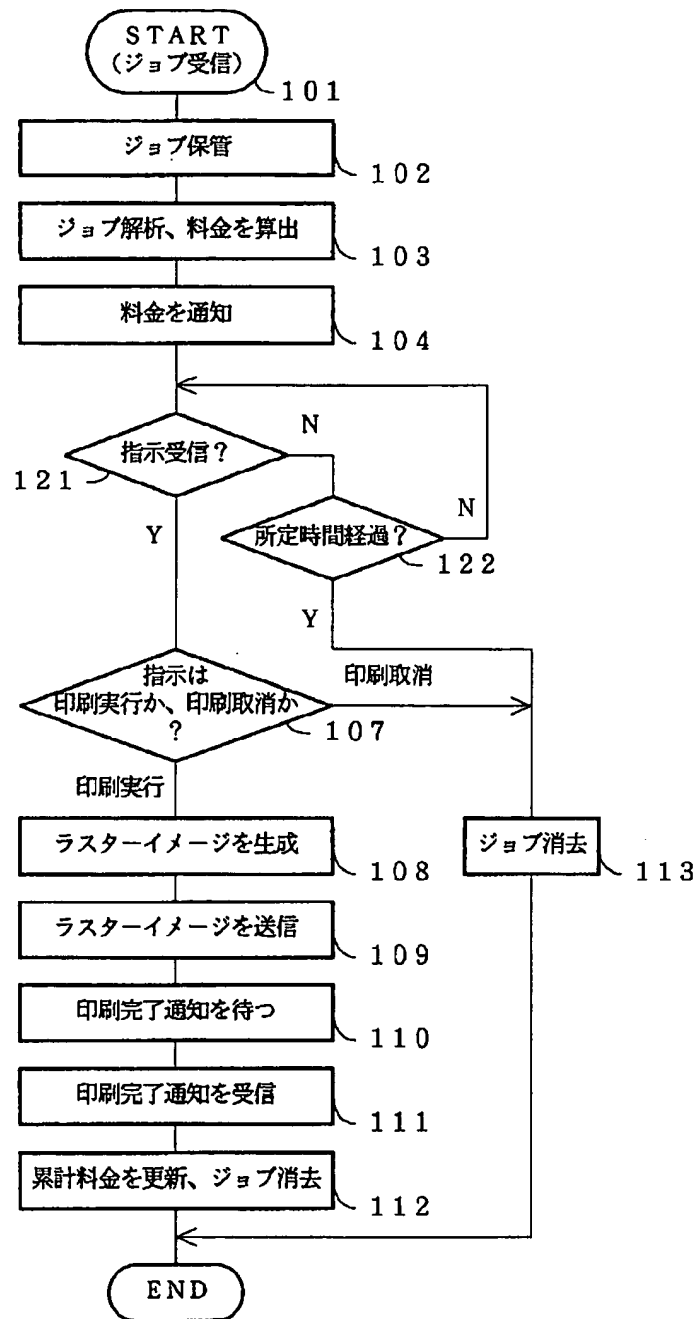 START
(ジョブ受信)
101
ジョブ保管
102
ジョブ解析、料金を算出
103
料金を通知
104
指示受信?
N
121
Y
所定時間経過?
N
122
Y
指示は
印刷実行か、印刷取消か
?
107
印刷取消
印刷実行
ラスターイメージを生成
108
ジョブ消去
113
ラスターイメージを送信
109
印刷完了通知を待つ
110
印刷完了通知を受信
111
累計料金を更新、ジョブ消去
112
END